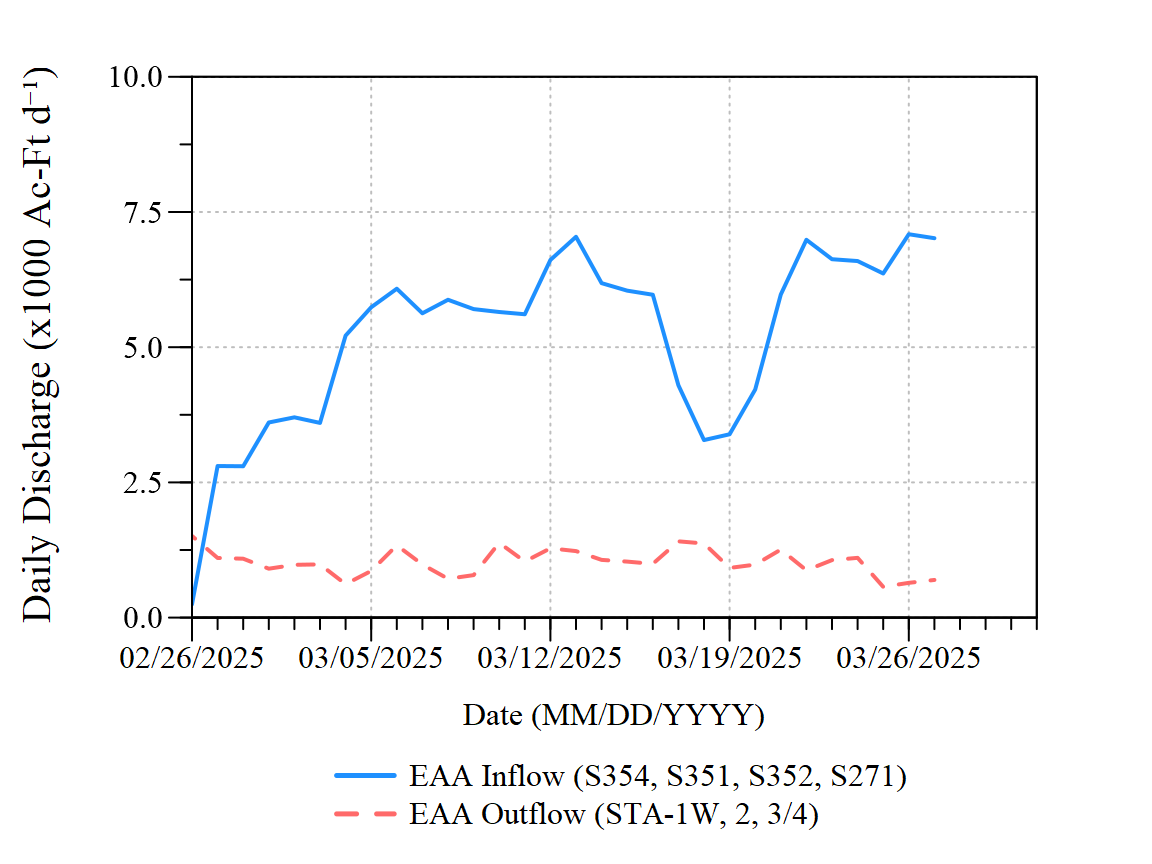 Daily Discharge (x1000 Ac-Ft d⁻¹)
10.0
7.5
5.0
2.5
0.0
02/26/2025 03/05/2025 03/12/2025 03/19/2025 03/26/2025
Date (MM/DD/YYYY)
EAA Inflow (S354, S351, S352, S271)
EAA Outflow (STA-1W, 2, 3/4)